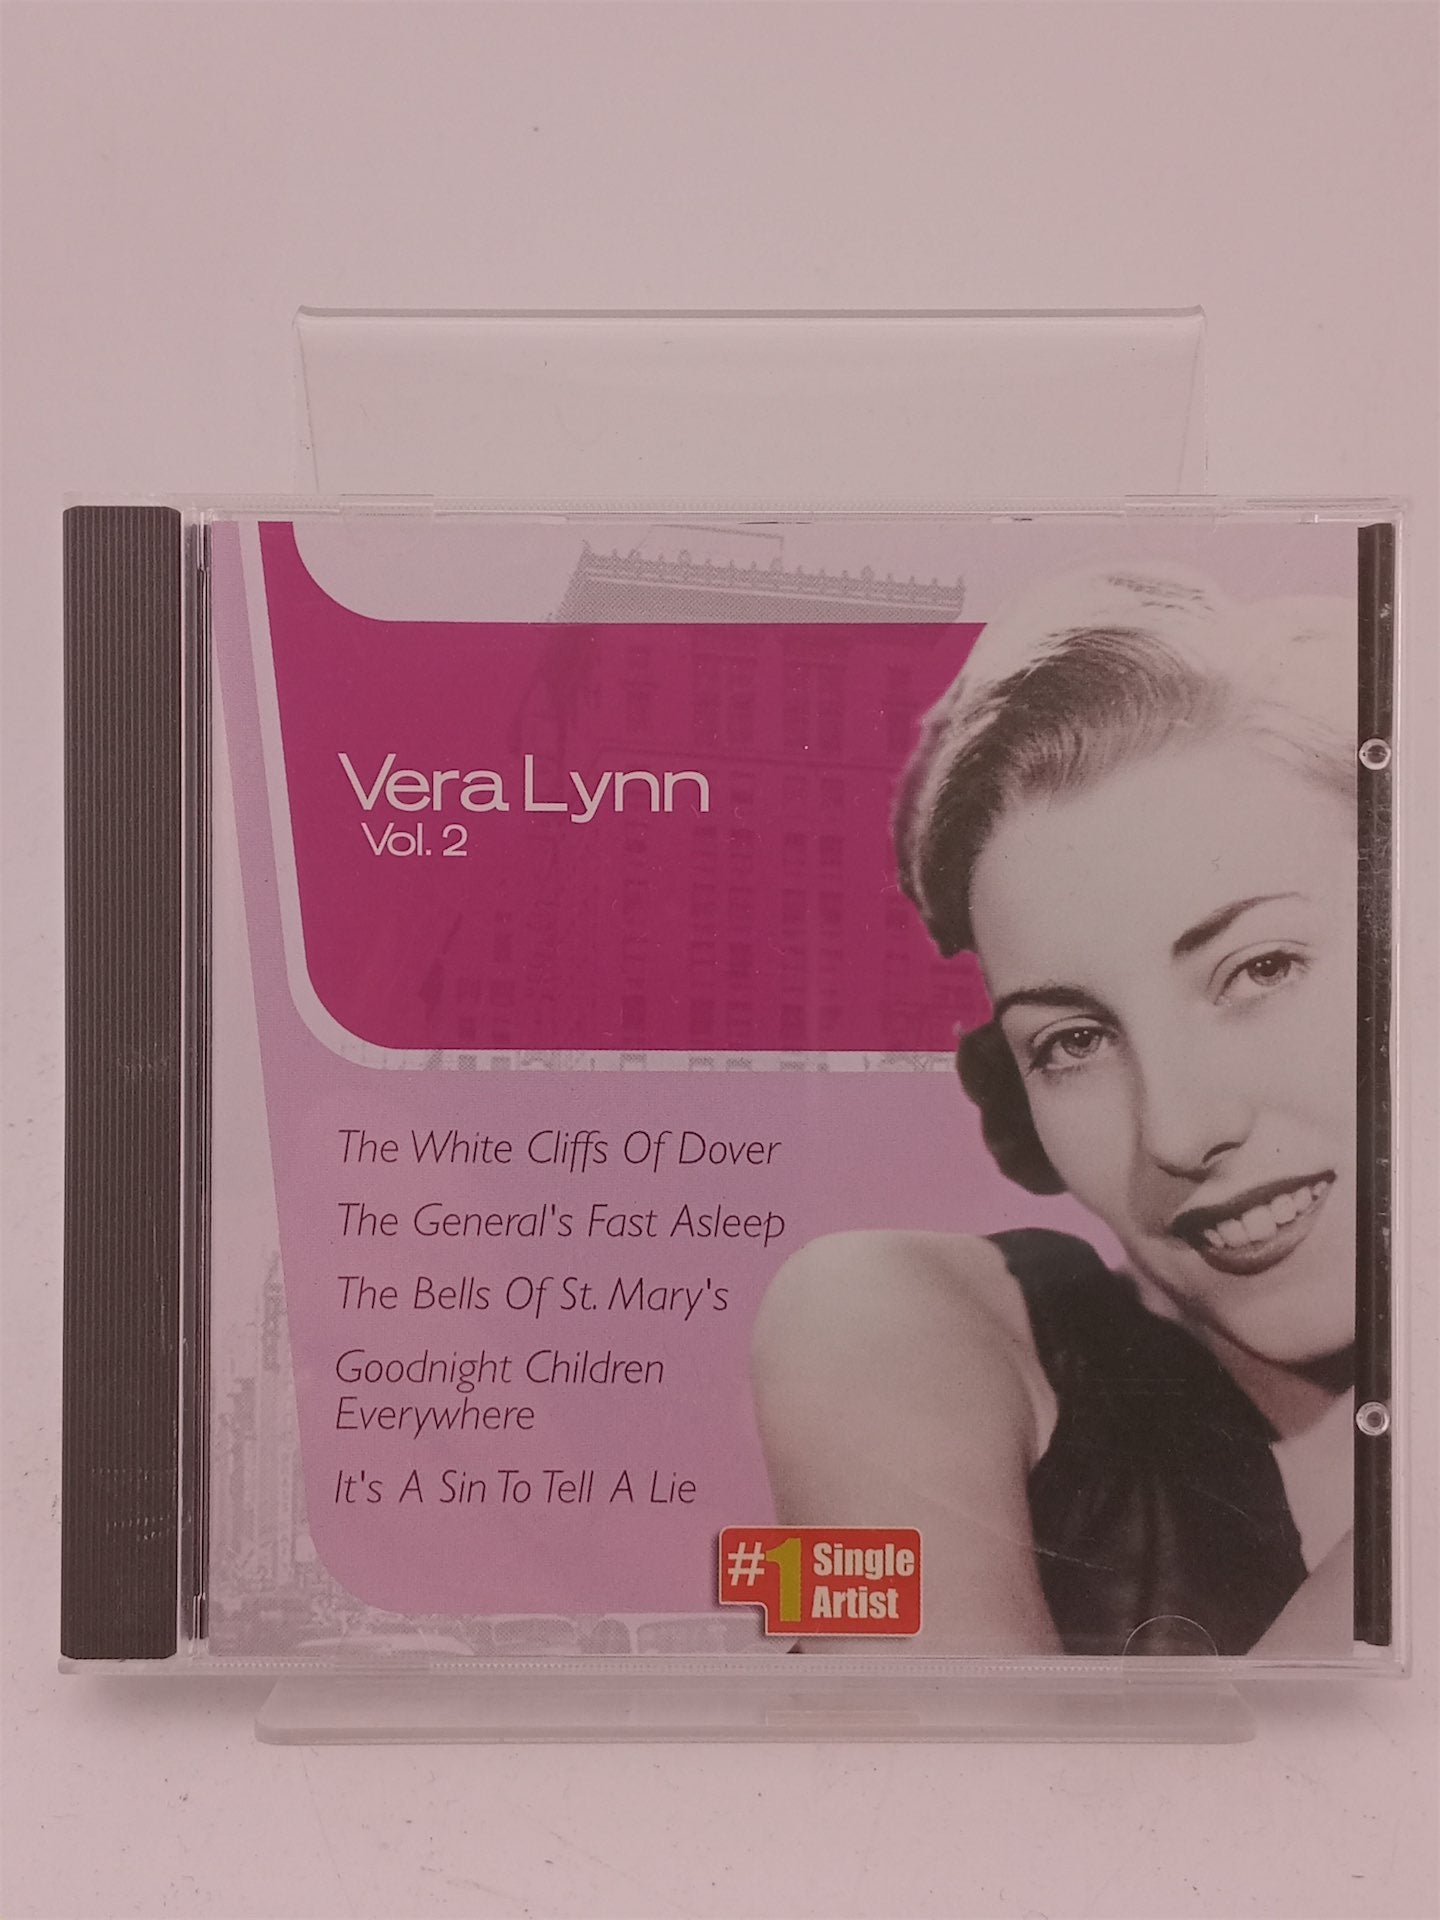 Vera Lynn
Vol. 2
The White Cliffs Of Dover
The General's Fast Asleep
The Bells Of St. Mary's
Goodnight Children
Everywhere
It's A Sin To Tell A Lie
#1 Single
Artist